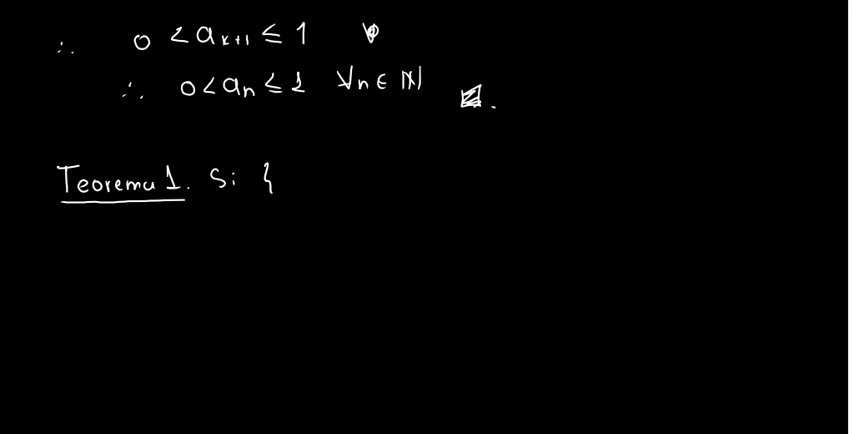 ∴ 0 < a_{k+1} ≤ 1
∴ 0 < a_n ≤ 1 ∀n ∈ ℕ
Teorema 1. Si {